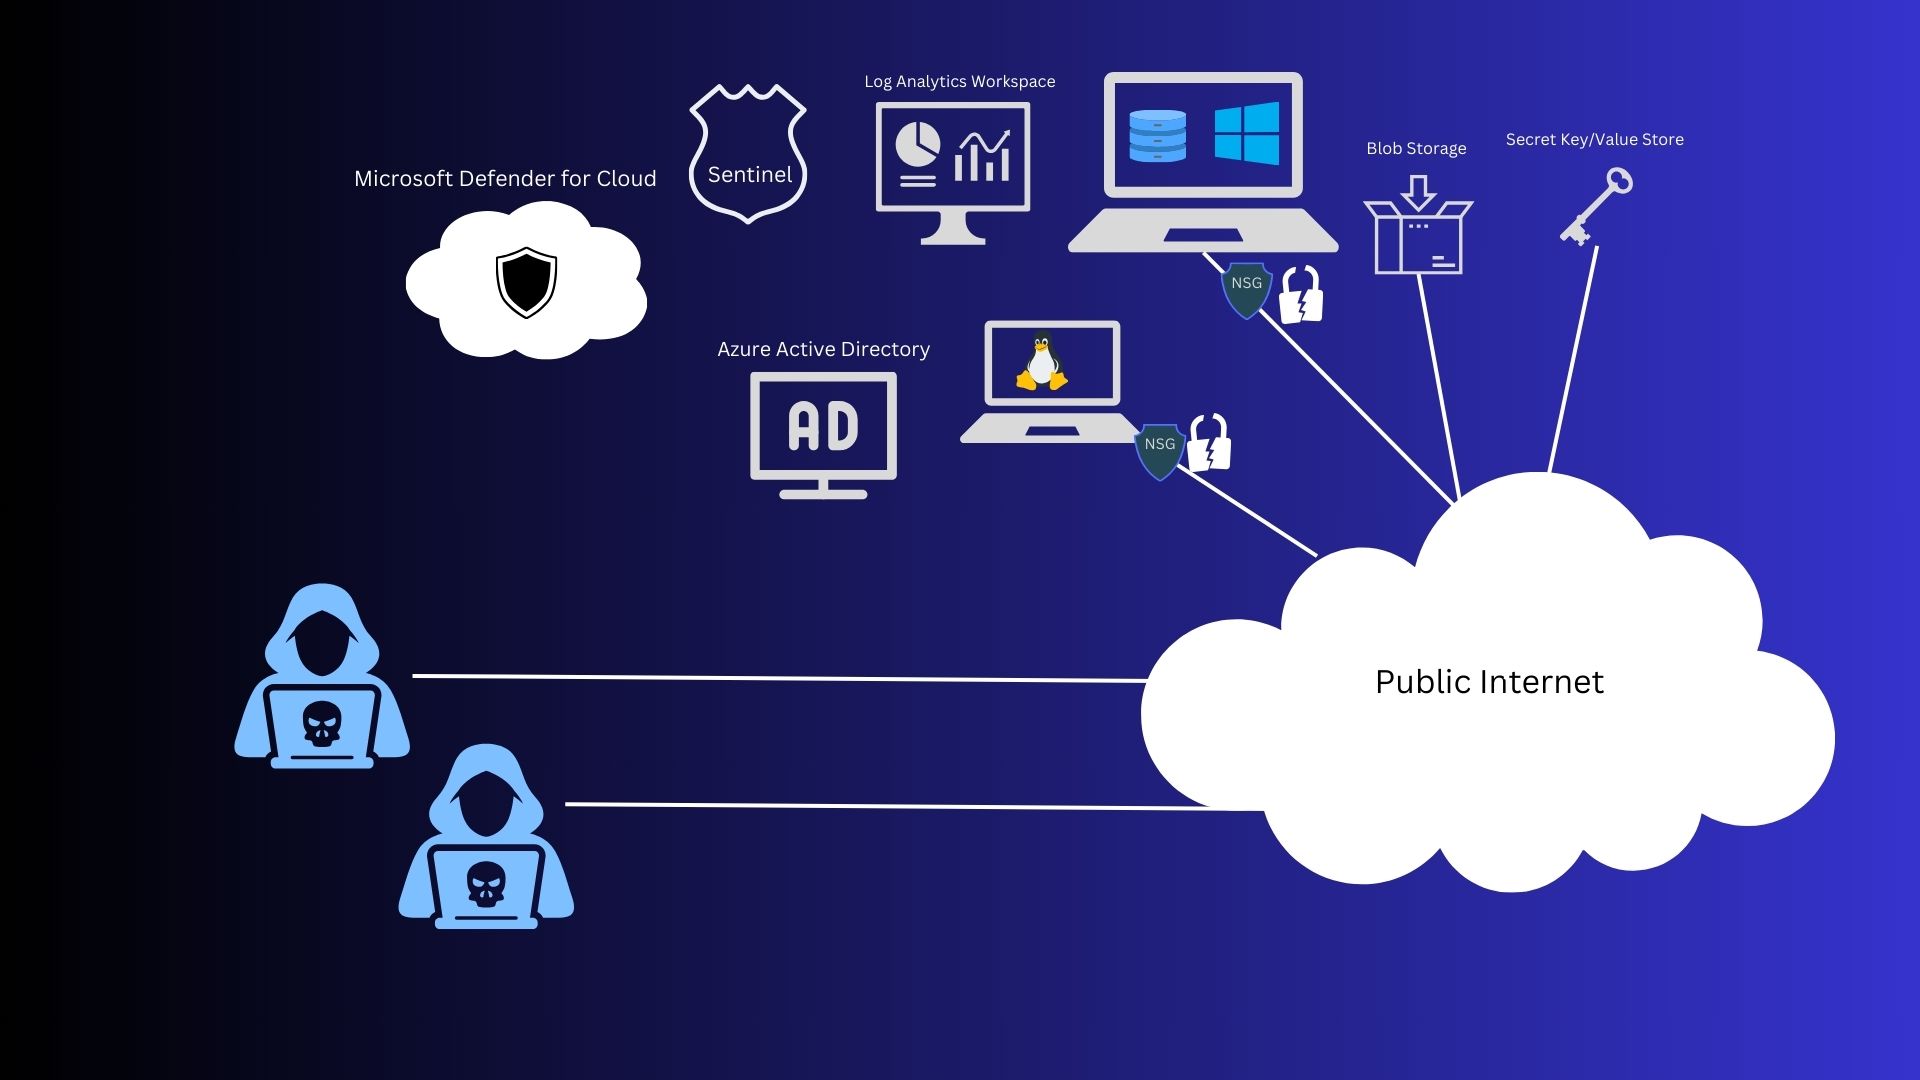 Log Analytics Workspace
Secret Key/Value Store
Blob Storage
Microsoft Defender for Cloud
Sentinel
NSG
Azure Active Directory
AD
NSG
Public Internet